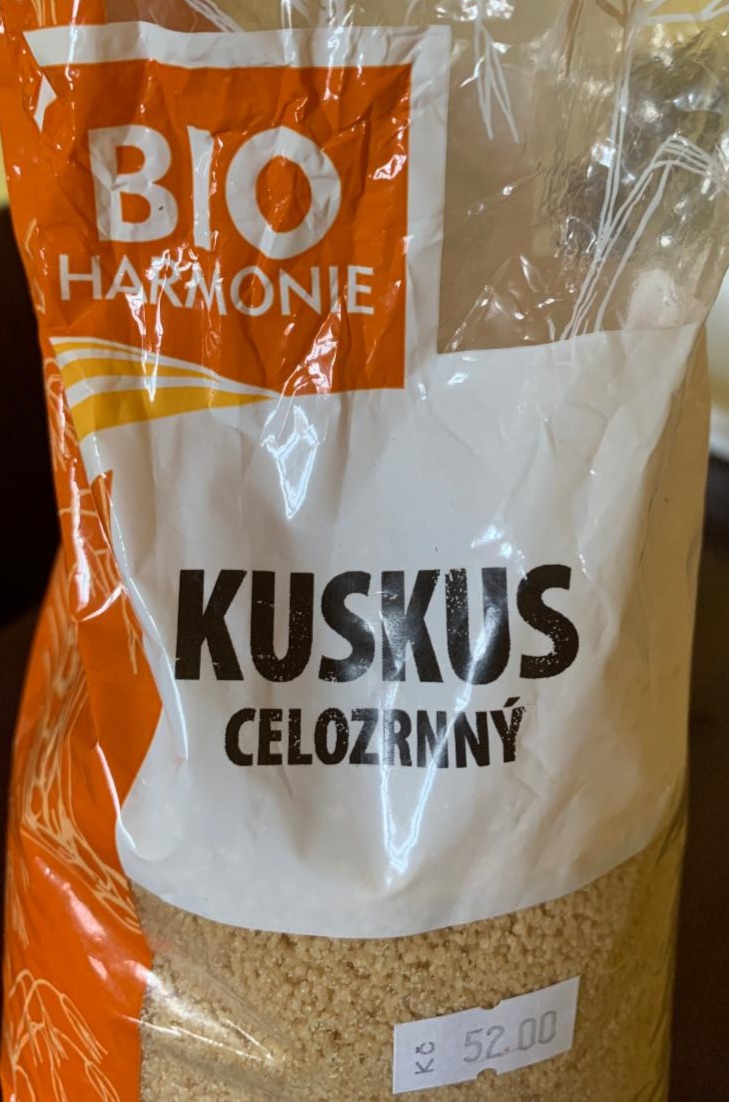 BIO
HARMONIE
KUSKUS
CELOZRNNÝ
Kč 52.00